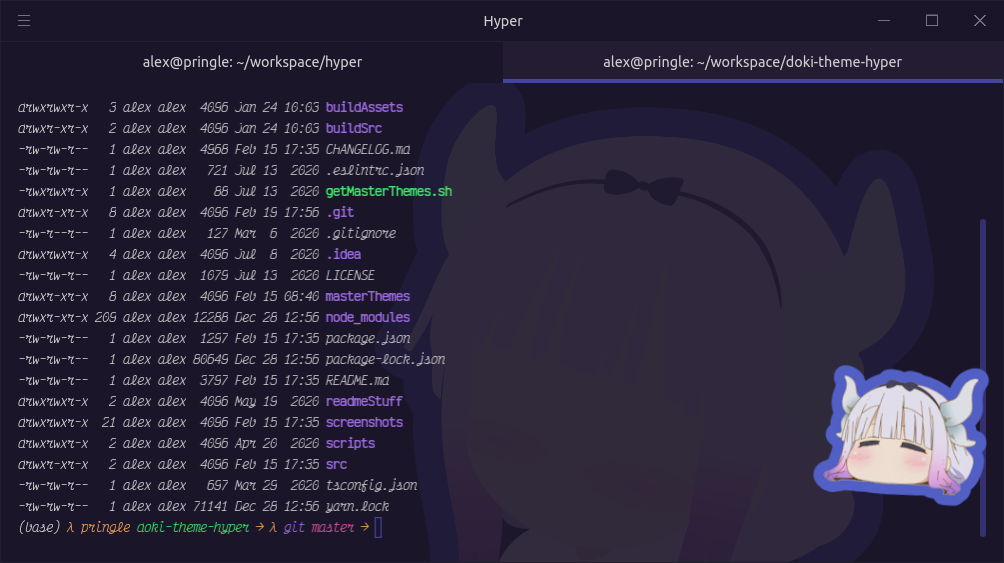 Hyper
alex@pringle: ~/workspace/hyper
alex@pringle: ~/workspace/doki-theme-hyper
drwxrwxr-x 3 alex alex 4096 Jan 24 10:03 buildAssets
drwxr-xr-x 2 alex alex 4096 Jan 24 10:03 buildSrc
-rw-rw-r-- 1 alex alex 4968 Feb 15 17:35 CHANGELOG.md
-rw-rw-r-- 1 alex alex 721 Jul 13 2020 .eslintrc.json
-rwxrwxr-x 1 alex alex 88 Jul 13 2020 getMasterThemes.sh
drwxr-xr-x 8 alex alex 4096 Feb 19 17:56 .git
-rw-r--r-- 1 alex alex 127 Mar 6 2020 .gitignore
drwxrwxr-x 4 alex alex 4096 Jul 8 2020 .idea
-rw-rw-r-- 1 alex alex 1079 Jul 13 2020 LICENSE
drwxr-xr-x 8 alex alex 4096 Feb 15 08:40 masterThemes
drwxrwxr-x 209 alex alex 12288 Dec 28 12:56 node_modules
-rw-rw-r-- 1 alex alex 1297 Feb 15 17:35 package.json
-rw-rw-r-- 1 alex alex 80549 Dec 28 12:56 package-lock.json
-rw-rw-r-- 1 alex alex 3797 Feb 15 17:35 README.md
drwxrwxr-x 2 alex alex 4096 May 19 2020 readmeStuff
drwxrwxr-x 21 alex alex 4096 Feb 15 17:35 screenshots
drwxrwxr-x 2 alex alex 4096 Apr 26 2020 scripts
drwxrwxr-x 2 alex alex 4096 Feb 15 17:35 src
-rw-rw-r-- 1 alex alex 697 Mar 29 2020 tsconfig.json
-rw-rw-r-- 1 alex alex 71141 Dec 28 12:56 yarn.lock
(base) λ pringle doki-theme-hyper → λ git master →